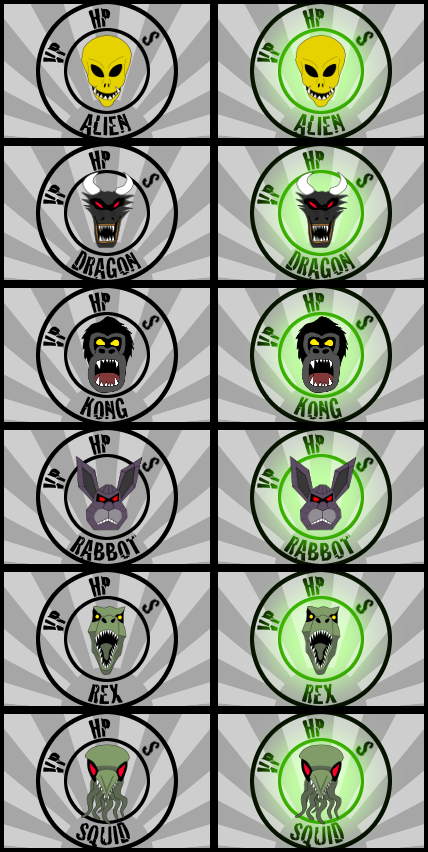 VP HP S VP HP S
ALIEN ALIEN
VP HP S VP HP S
DRAGON DRAGON
VP HP S VP HP S
KONG KONG
VP HP S VP HP S
RABBOT RABBOT
VP HP S VP HP S
REX REX
VP HP S VP HP S
SQUID SQUID